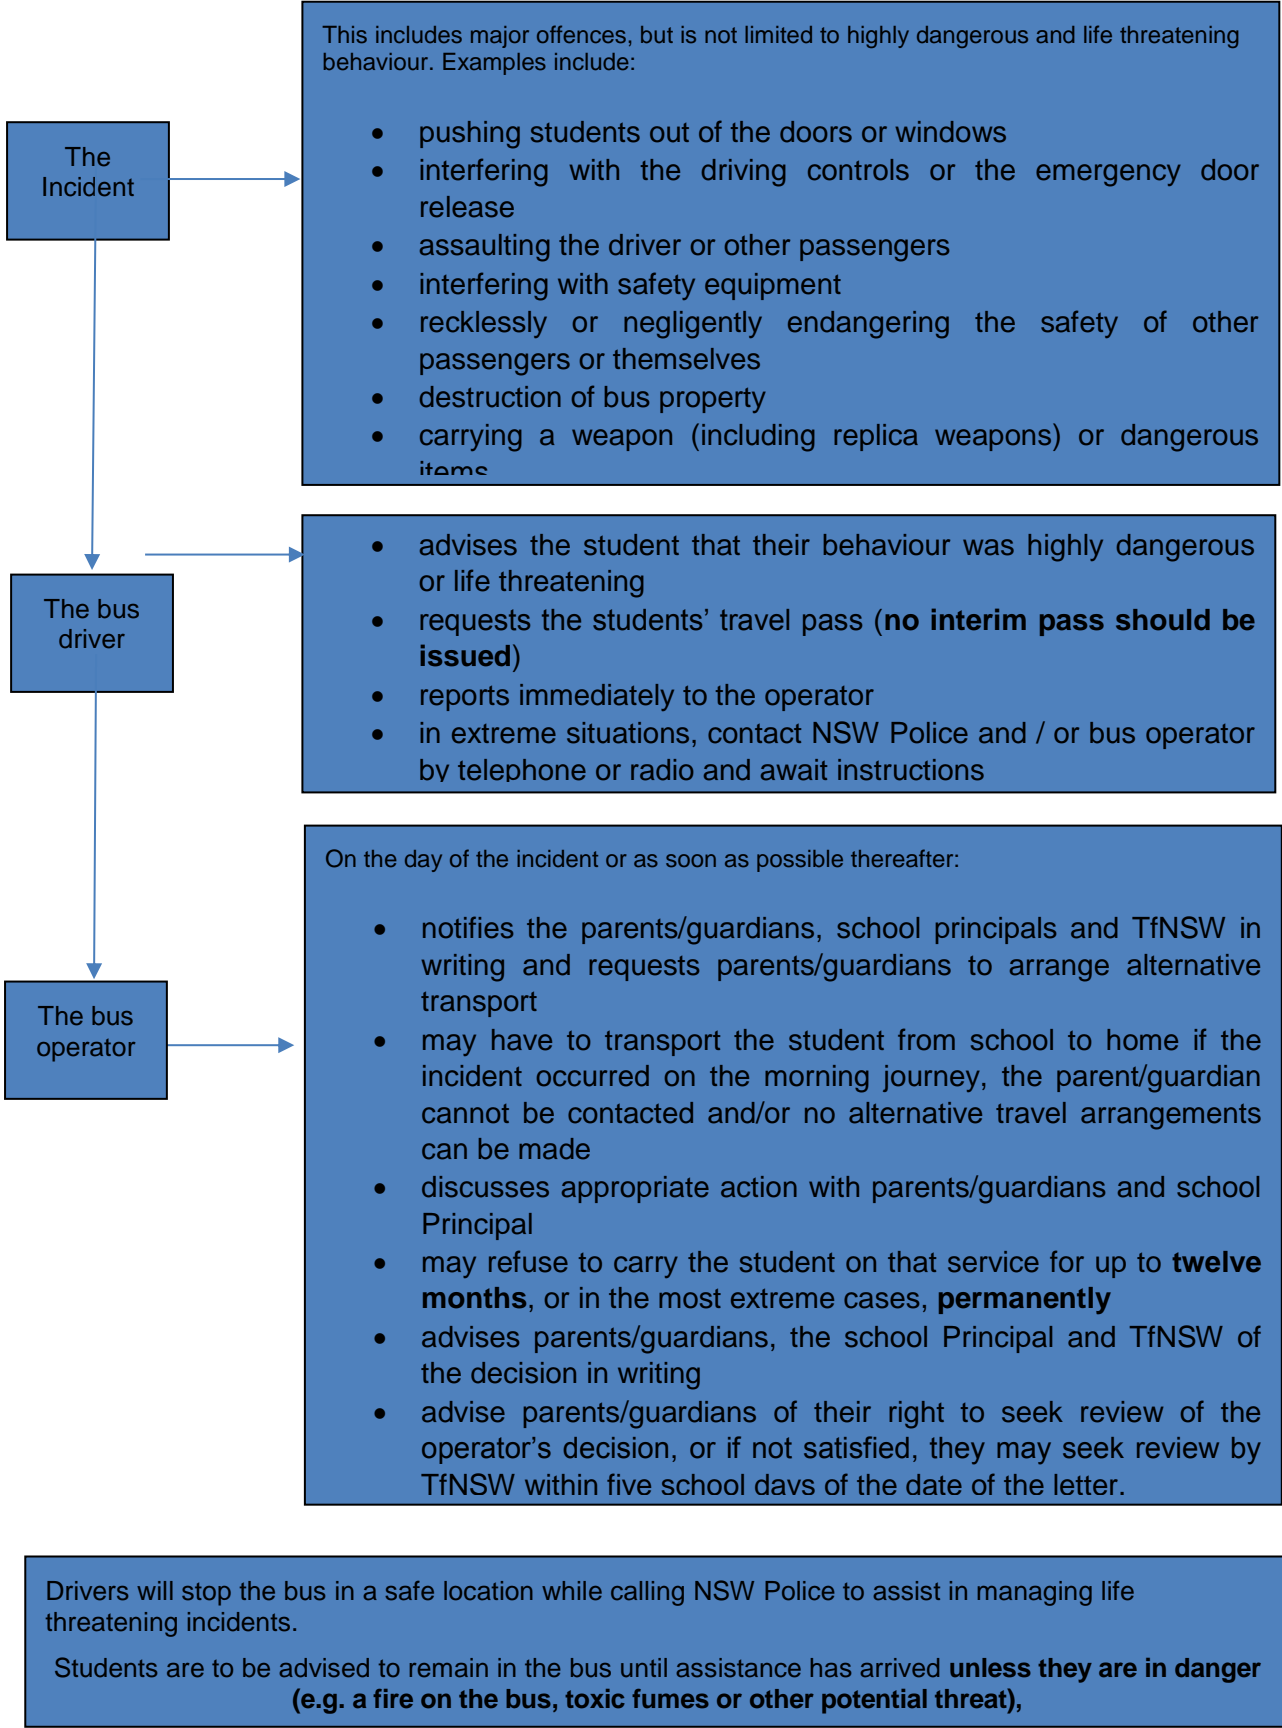 This includes major offences, but is not limited to highly dangerous and life threatening
behaviour. Examples include:
The
Incident
• pushing students out of the doors or windows
• interfering with the driving controls or the emergency door
release
• assaulting the driver or other passengers
• interfering with safety equipment
• recklessly or negligently endangering the safety of other
passengers or themselves
• destruction of bus property
• carrying a weapon (including replica weapons) or dangerous
items
The bus
driver
• advises the student that their behaviour was highly dangerous
or life threatening
• requests the students’ travel pass (no interim pass should be
issued)
• reports immediately to the operator
• in extreme situations, contact NSW Police and / or bus operator
by telephone or radio and await instructions
The bus
operator
On the day of the incident or as soon as possible thereafter:
• notifies the parents/guardians, school principals and TfNSW in
writing and requests parents/guardians to arrange alternative
transport
• may have to transport the student from school to home if the
incident occurred on the morning journey, the parent/guardian
cannot be contacted and/or no alternative travel arrangements
can be made
• discusses appropriate action with parents/guardians and school
Principal
• may refuse to carry the student on that service for up to twelve
months, or in the most extreme cases, permanently
• advises parents/guardians, the school Principal and TfNSW of
the decision in writing
• advise parents/guardians of their right to seek review of the
operator’s decision, or if not satisfied, they may seek review by
TfNSW within five school days of the date of the letter.
Drivers will stop the bus in a safe location while calling NSW Police to assist in managing life
threatening incidents.
Students are to be advised to remain in the bus until assistance has arrived unless they are in danger
(e.g. a fire on the bus, toxic fumes or other potential threat),